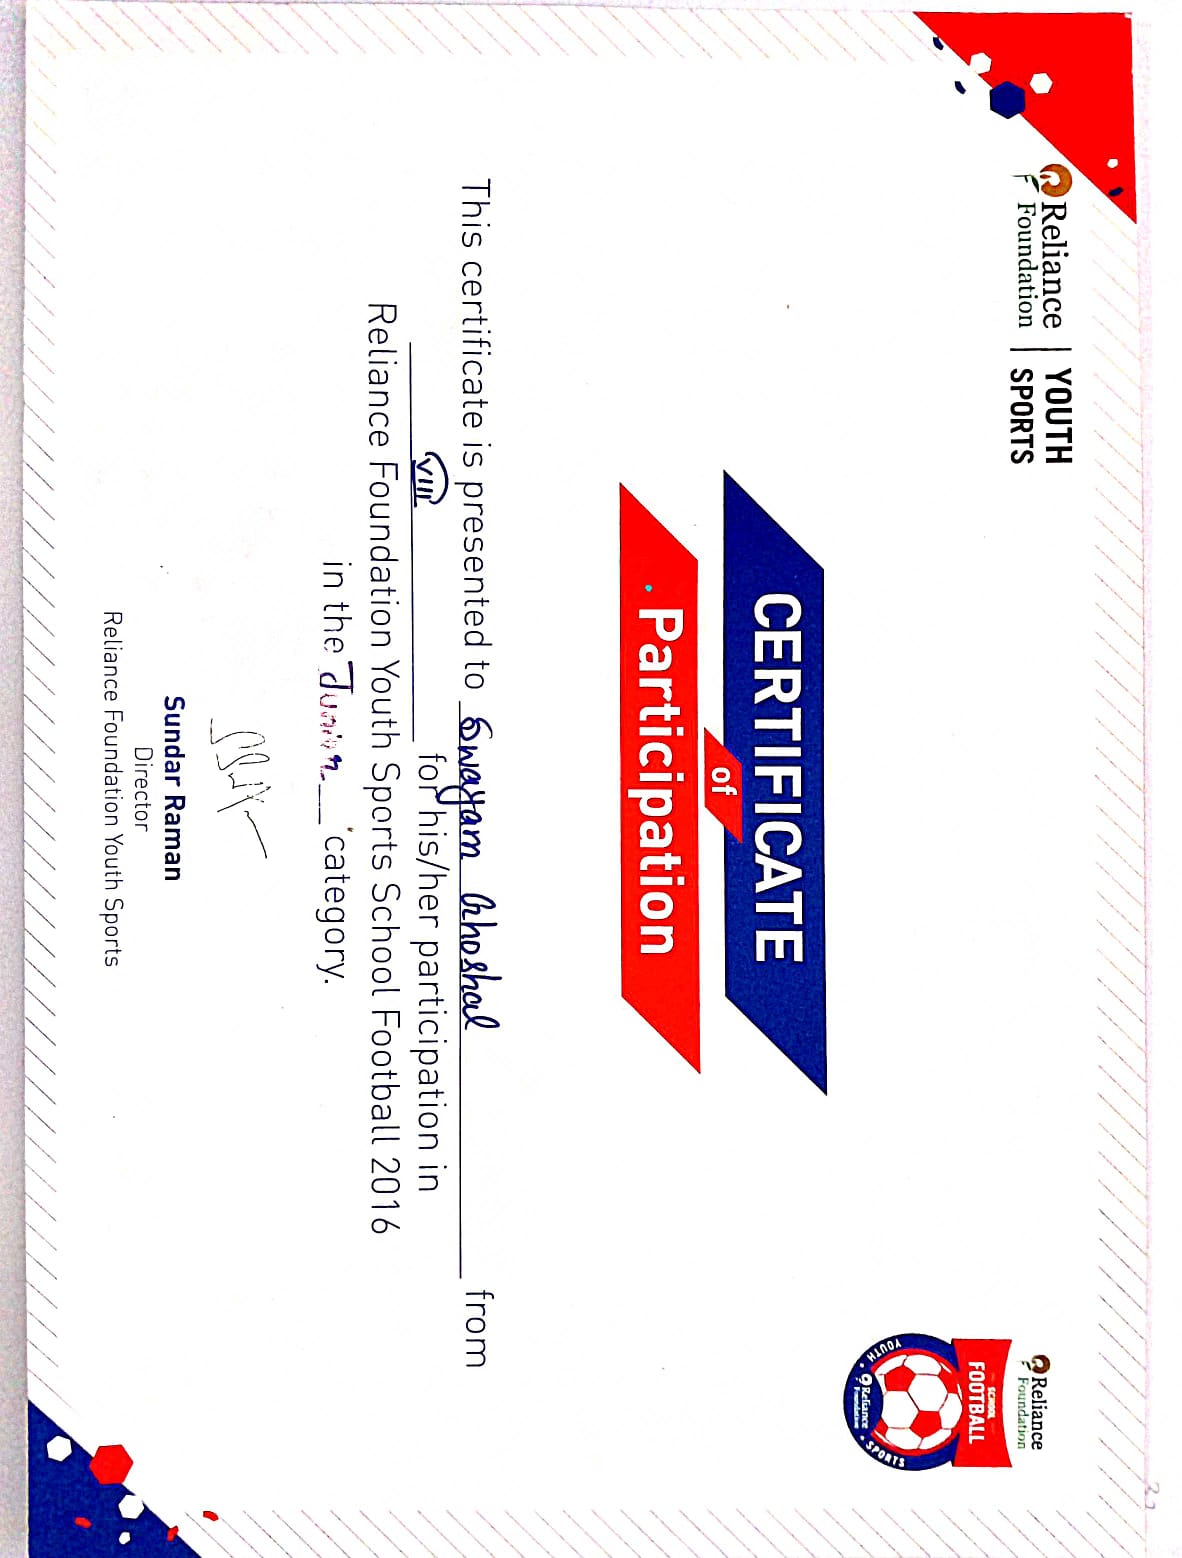 Reliance | YOUTH
Foundation | SPORTS
Reliance
Foundation
SCHOOL
FOOTBALL
YOUTH • Reliance Foundation • SPORTS
CERTIFICATE
of
Participation
This certificate is presented to Swayam Ghoshal from
VIII for his/her participation in
Reliance Foundation Youth Sports School Football 2016
in the Junior category.
Sundar Raman
Director
Reliance Foundation Youth Sports